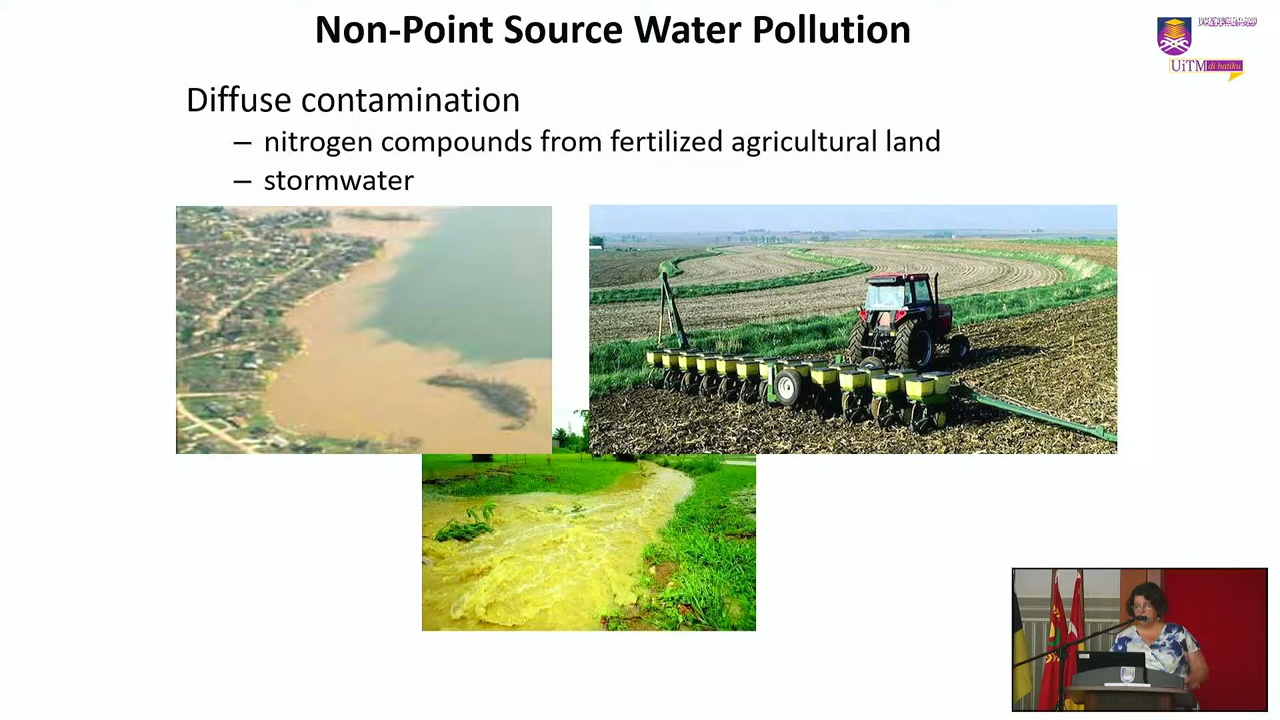 Non-Point Source Water Pollution
UiTM di hatiku
Diffuse contamination
– nitrogen compounds from fertilized agricultural land
– stormwater